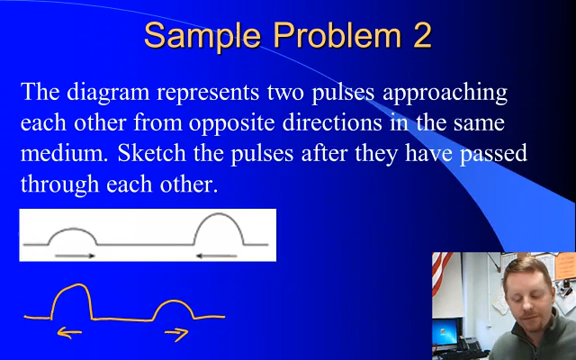 Sample Problem 2
The diagram represents two pulses approaching
each other from opposite directions in the same
medium. Sketch the pulses after they have passed
through each other.